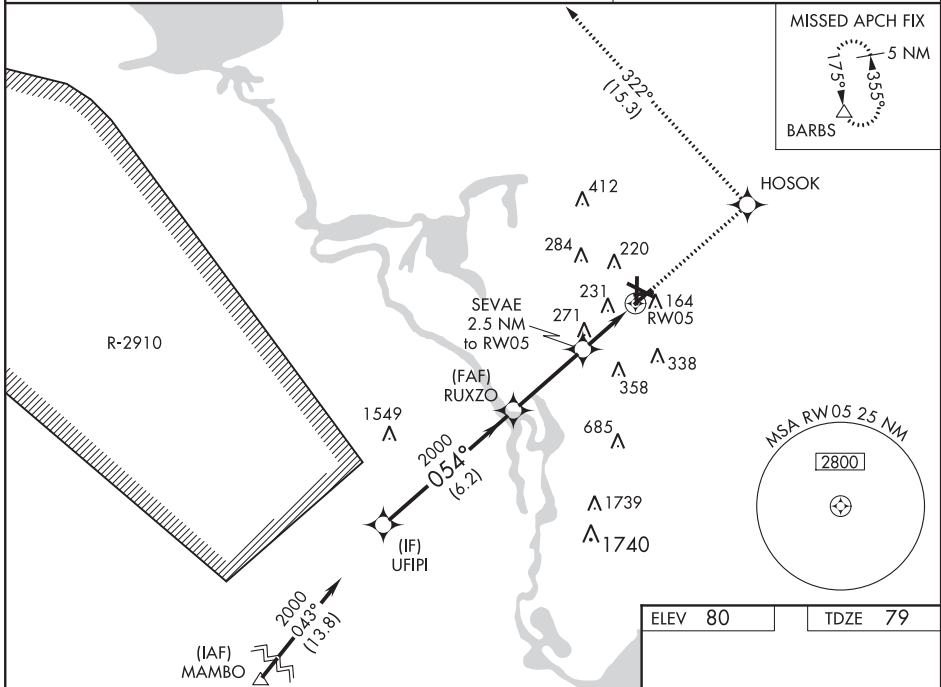 MISSED APCH FIX
5 NM
175°
355°
BARBS
322°
(15.3)
HOSOK
412
284
220
231
164
RW05
SEVAE
2.5 NM
to RW05
271
338
358
R-2910
(FAF)
RUXZO
1549
685
2000
054°
(6.2)
MSA RW 05 25 NM
2800
1739
1740
(IF)
UFIPI
2000
043°
(13.8)
(IAF)
MAMBO
ELEV 80
TDZE 79